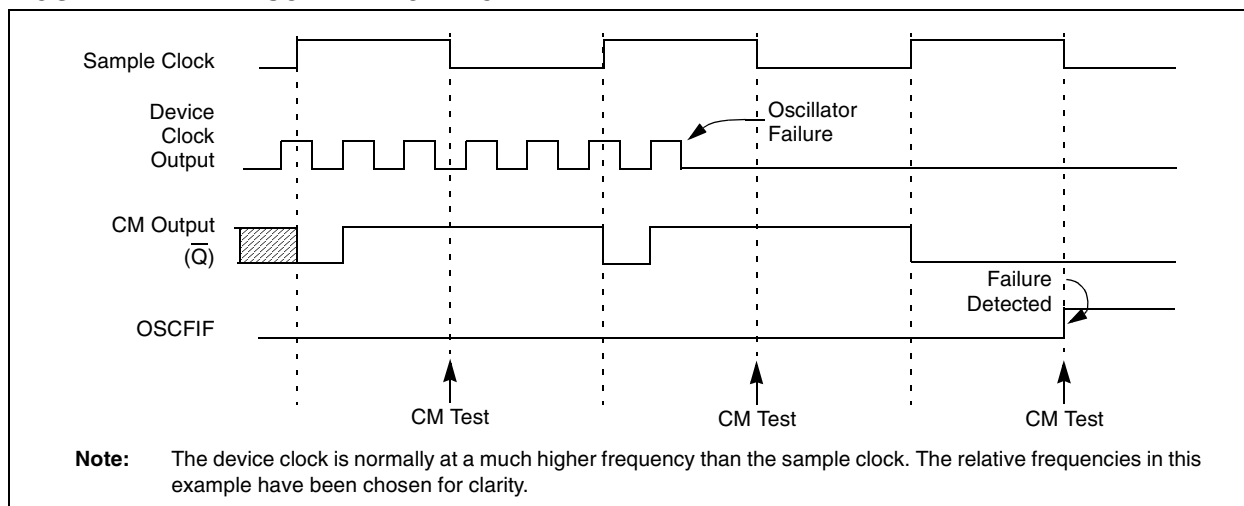 Sample Clock
Device
Clock
Output
Oscillator
Failure
CM Output
(Q)
Failure
Detected
OSCFIF
CM Test
CM Test
CM Test
Note: The device clock is normally at a much higher frequency than the sample clock. The relative frequencies in this
example have been chosen for clarity.